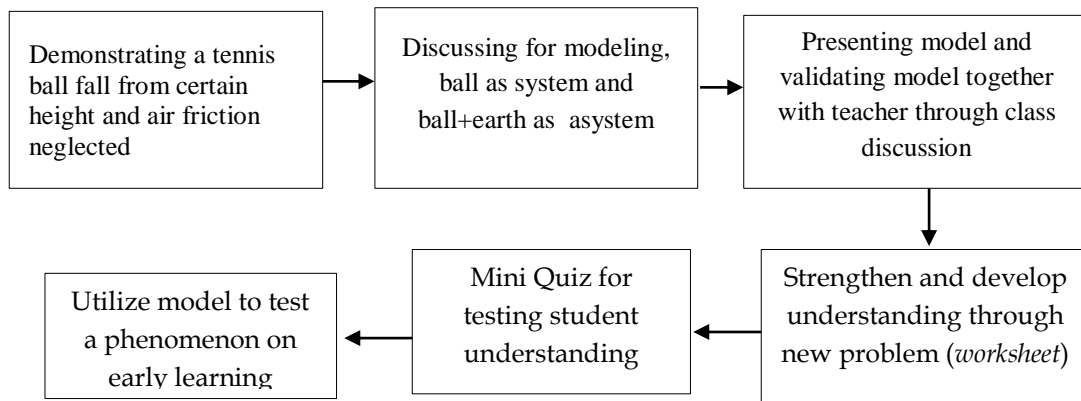 Demonstrating a tennis
ball fall from certain
height and air friction
neglected
Discussing for modeling,
ball as system and
ball+earth as asystem
Presenting model and
validating model together
with teacher through class
discussion
Strengthen and develop
understanding through
new problem (worksheet)
Mini Quiz for
testing student
understanding
Utilize model to test
a phenomenon on
early learning